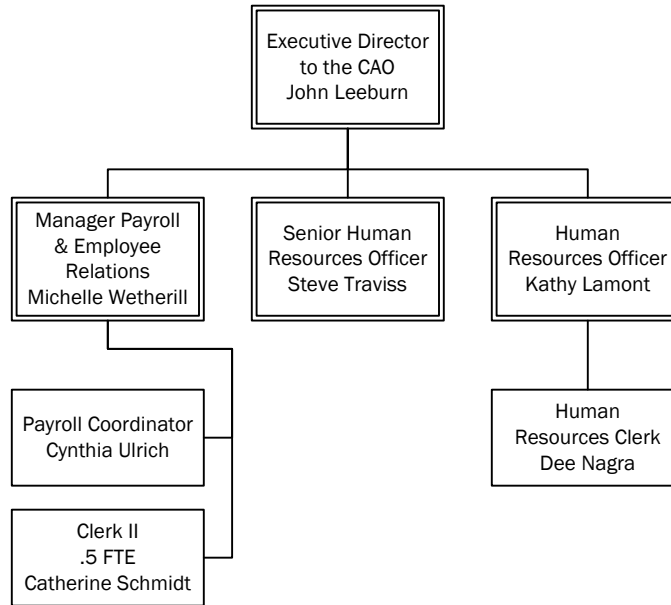 Executive Director
to the CAO
John Leeburn
Manager Payroll
& Employee
Relations
Michelle Wetherill
Senior Human
Resources Officer
Steve Traviss
Human
Resources Officer
Kathy Lamont
Payroll Coordinator
Cynthia Ulrich
Clerk II
.5 FTE
Catherine Schmidt
Human
Resources Clerk
Dee Nagra